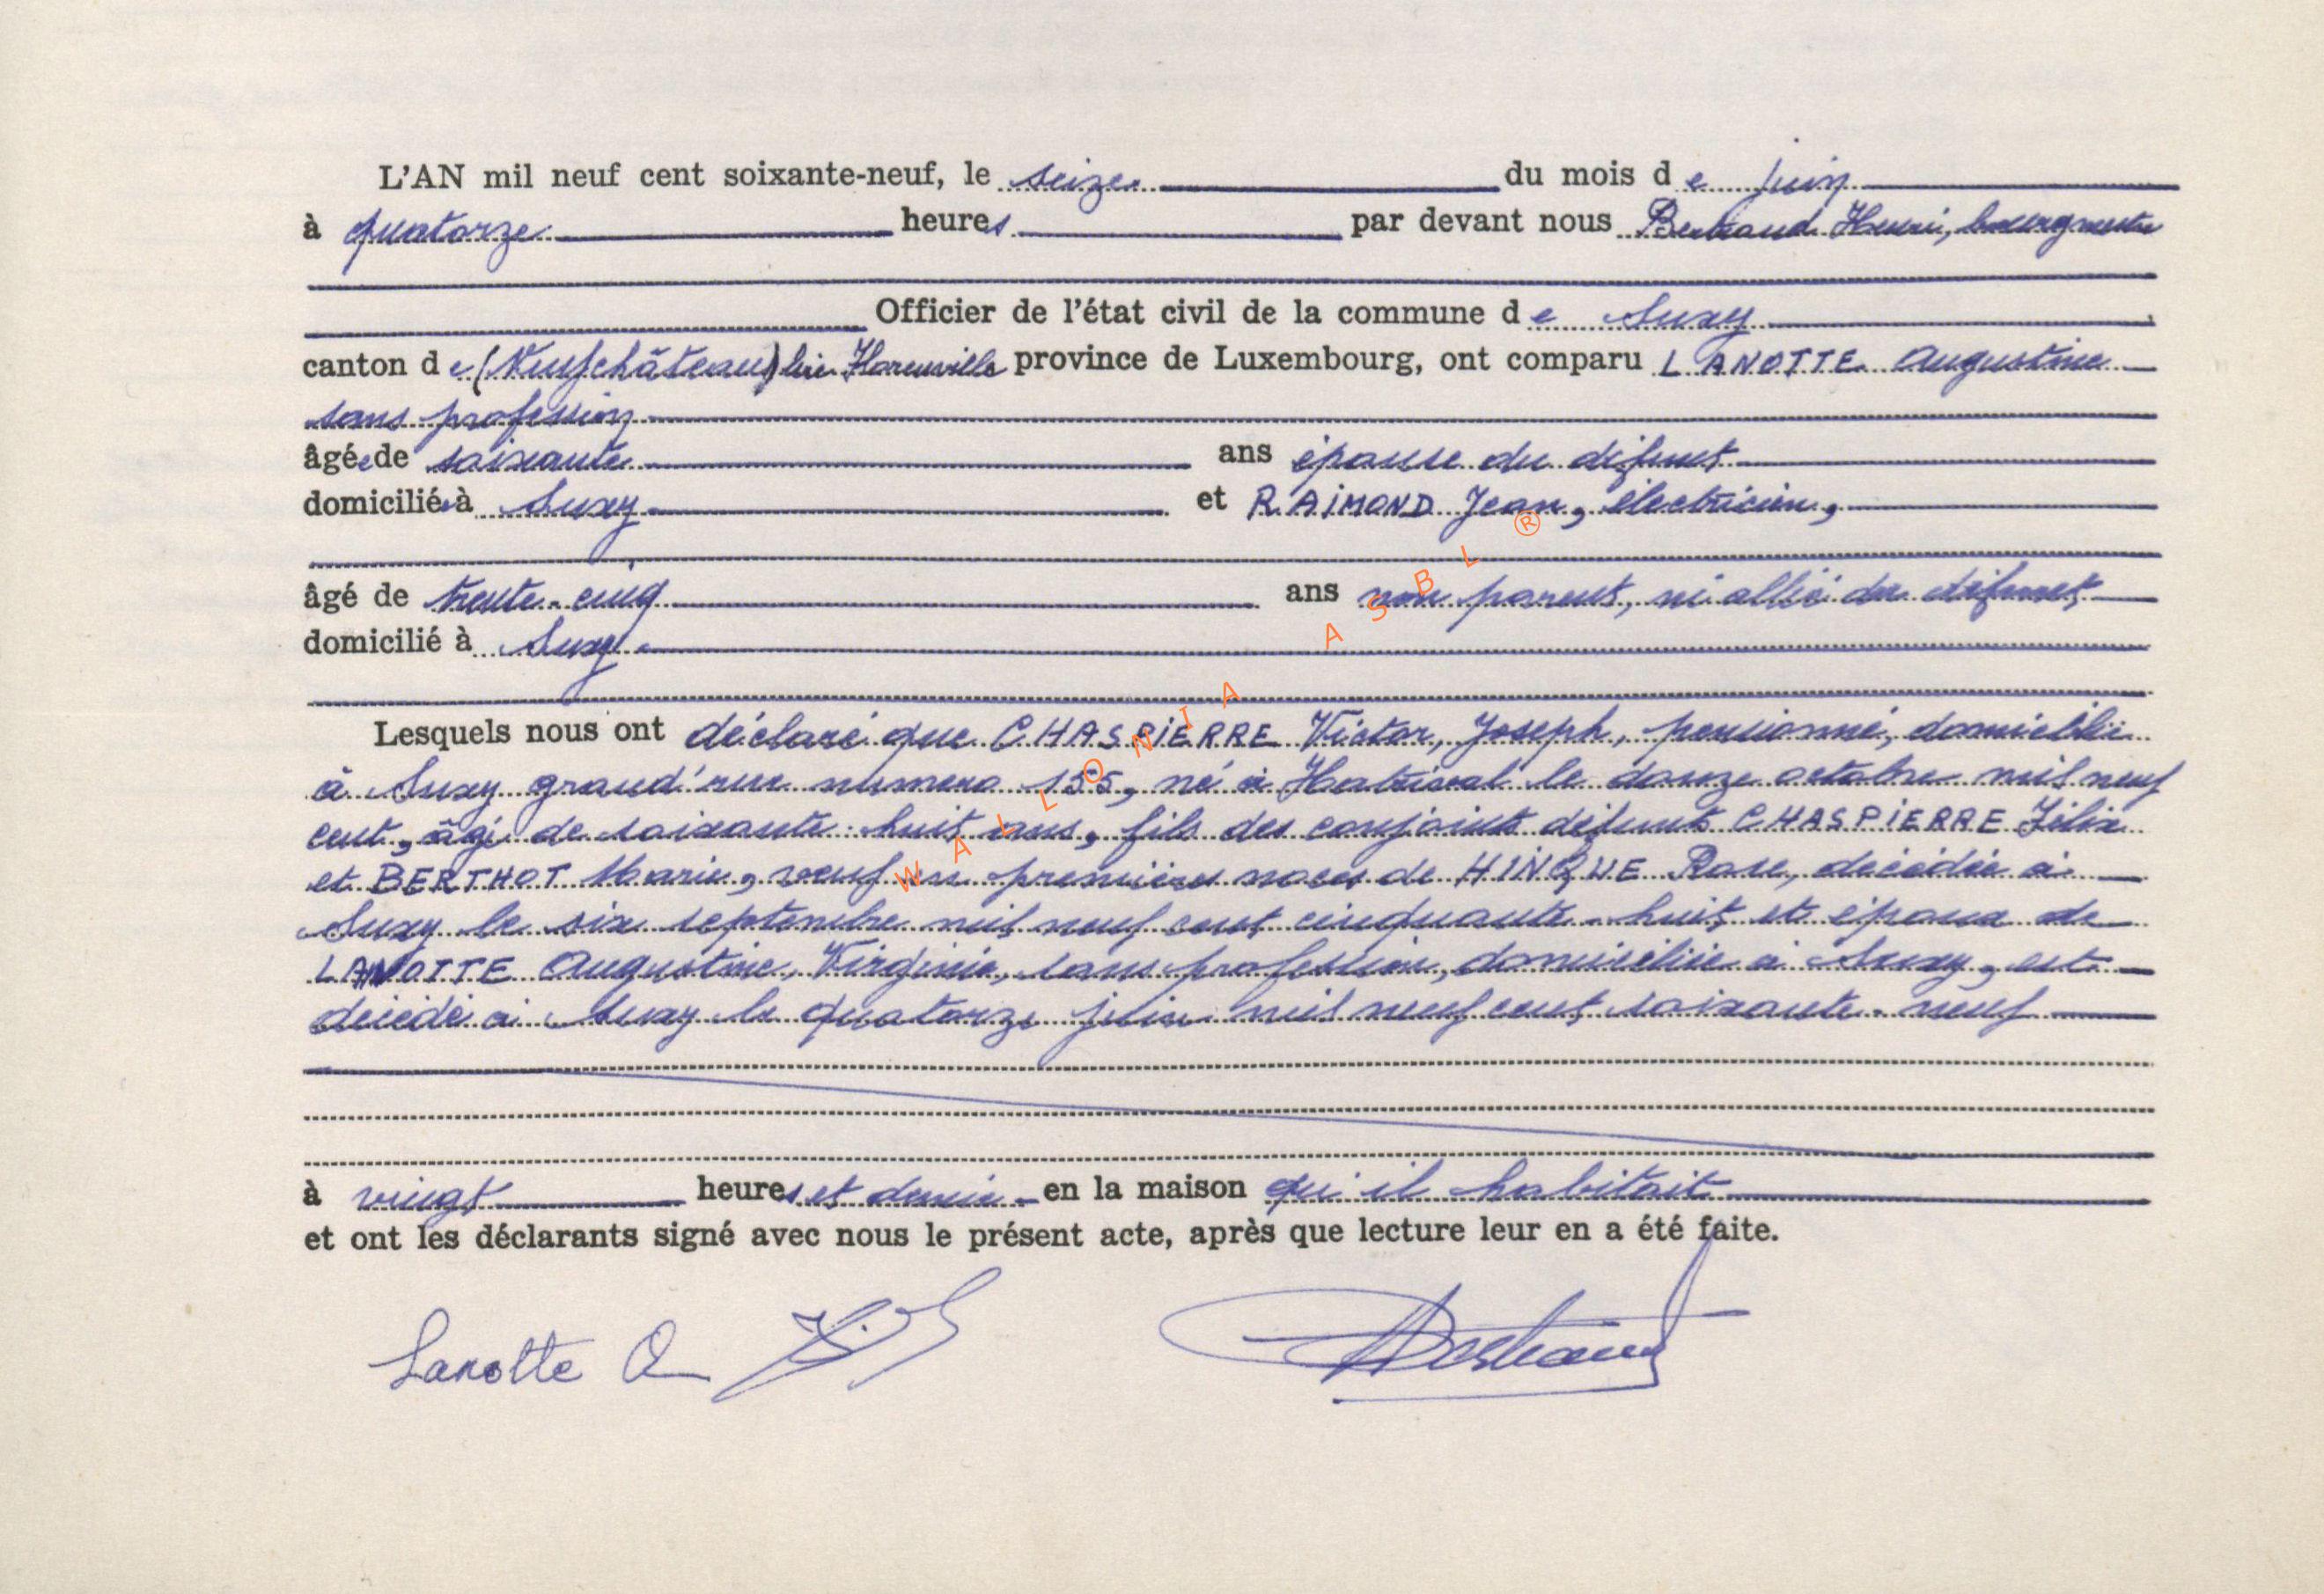 L'AN mil neuf cent soixante-neuf, le seize du mois de juin
à quatorze heures par devant nous Bertrand Henri, bourgmestre
Officier de l'état civil de la commune de Suxy
canton de (Neufchâteau) lire Florenville province de Luxembourg, ont comparu LANOTTE Augustine
sans profession
âgée de soixante ans épouse du défunt
domiciliée à Suxy et RAIMOND Jean, électricien,
âgé de trente-cinq ans non parent, ni allié du défunt,
domicilié à Suxy
Lesquels nous ont déclaré que CHASPIERRE Victor, Joseph, pensionné, domicilié
à Suxy grand'rue numero 155, né à Hatrival le douze octobre mil neuf
cent, âgé de soixante-huit ans, fils des conjoints défunts CHASPIERRE Félix
et BERTHOT Marie, veuf en premières noces de HINQUE Rose, décédée à
Suxy le six septembre mil neuf cent cinquante-huit et époux de
LANOTTE Augustine, Virginie, sans profession, domiciliée à Suxy, est
décédé à Suxy le quatorze juin mil neuf cent soixante-neuf
à vingt heures et demie en la maison qu'il habitait
et ont les déclarants signé avec nous le présent acte, après que lecture leur en a été faite.
Lanotte A
HBertrand
WALLONIA ASBL ®